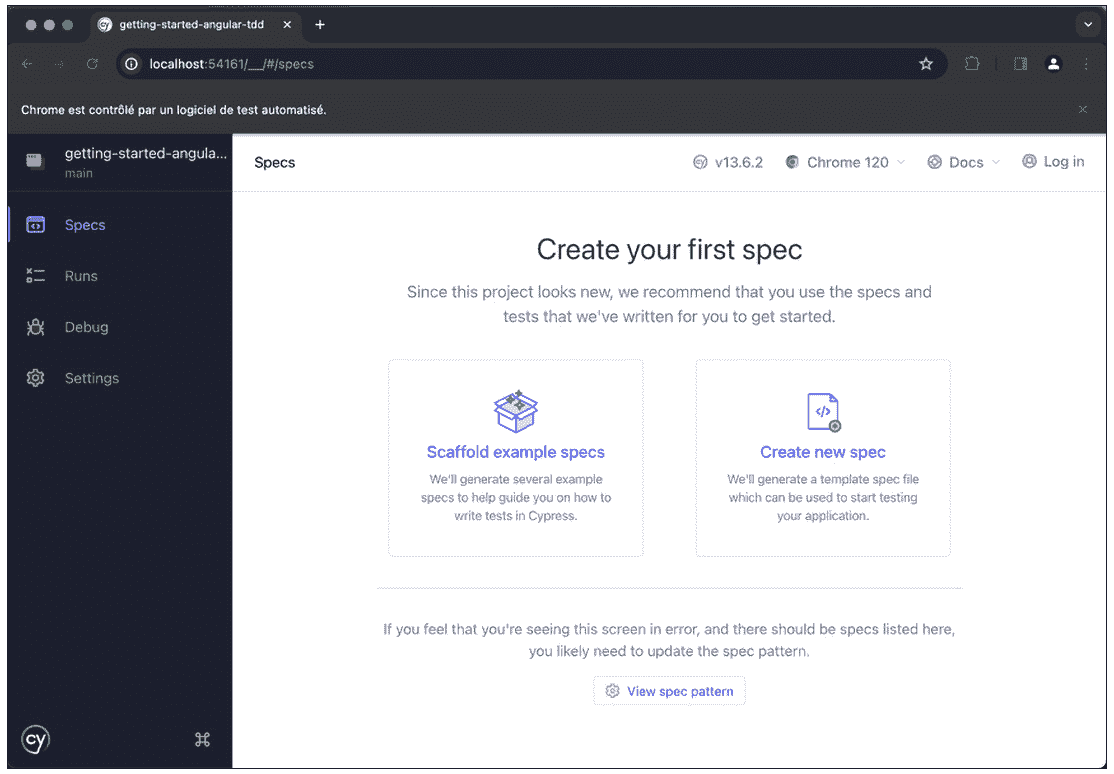 getting-started-angular-tdd
localhost:54161/__/#/specs
Chrome est contrôlé par un logiciel de test automatisé.
getting-started-angula...
main
Specs
v13.6.2
Chrome 120
Docs
Log in
Specs
Runs
Debug
Settings
Create your first spec
Since this project looks new, we recommend that you use the specs and
tests that we've written for you to get started.
Scaffold example specs
We'll generate several example
specs to help guide you on how to
write tests in Cypress.
Create new spec
We'll generate a template spec file
which can be used to start testing
your application.
If you feel that you're seeing this screen in error, and there should be specs listed here,
you likely need to update the spec pattern.
View spec pattern
cy